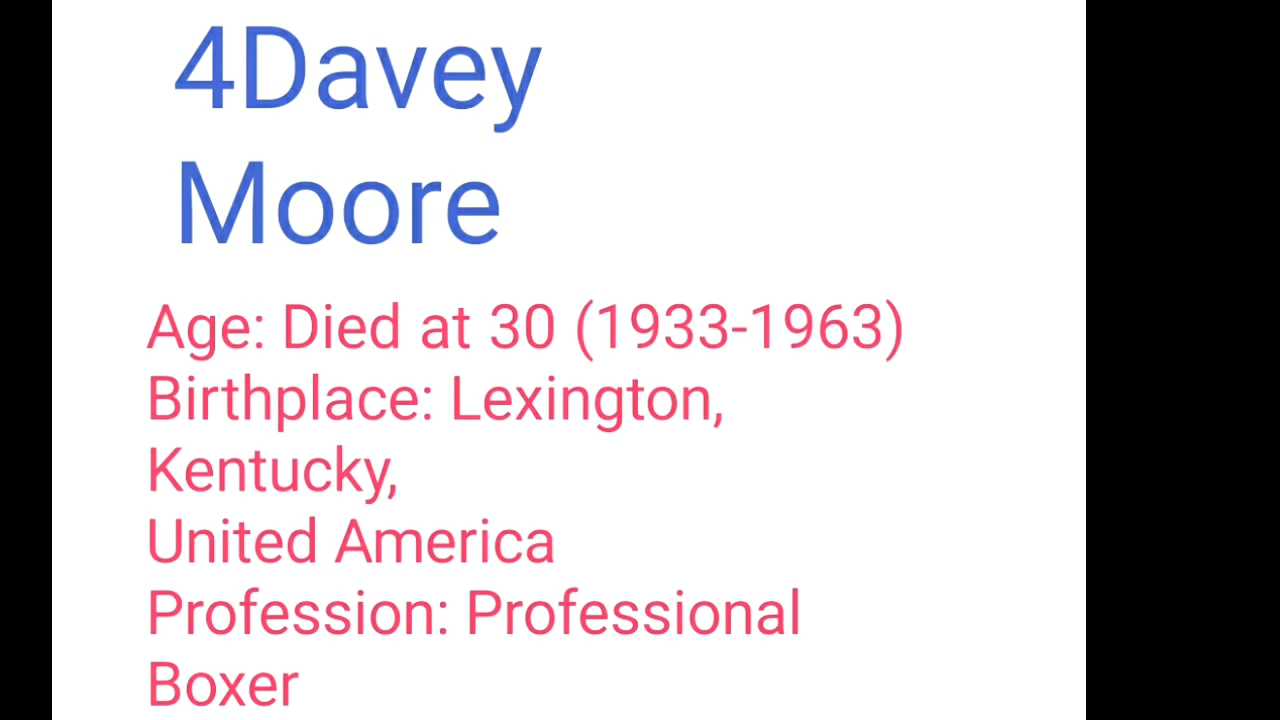 4Davey
Moore
Age: Died at 30 (1933-1963)
Birthplace: Lexington,
Kentucky,
United America
Profession: Professional
Boxer